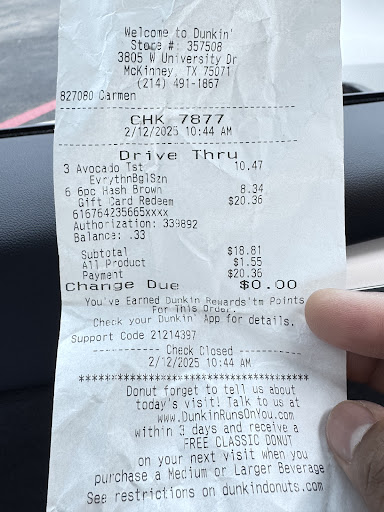 Welcome to Dunkin'
Store #: 357508
3805 W University Dr
McKinney, TX 75071
(214) 491-1867
827080 Carmen
CHK 7877
2/12/2025 10:44 AM
Drive Thru
3 Avocado Tst 10.47
EvrythnBglSzn
6 6pc Hash Brown 8.34
Gift Card Redeem $20.36
616764235665xxxx
Authorization: 339892
Balance: .33
Subtotal $18.81
All Product $1.55
Payment $20.36
Change Due $0.00
You've Earned Dunkin Rewards'tm Points
For This Order.
Check your Dunkin' App for details.
Support Code 21214397
---------- Check Closed ----------
2/12/2025 10:44 AM
************************************
Donut forget to tell us about
today's visit! Talk to us at
www.DunkinRunsOnYou.com
within 3 days and receive a
FREE CLASSIC DONUT
on your next visit when you
purchase a Medium or Larger Beverage
See restrictions on dunkindonuts.com